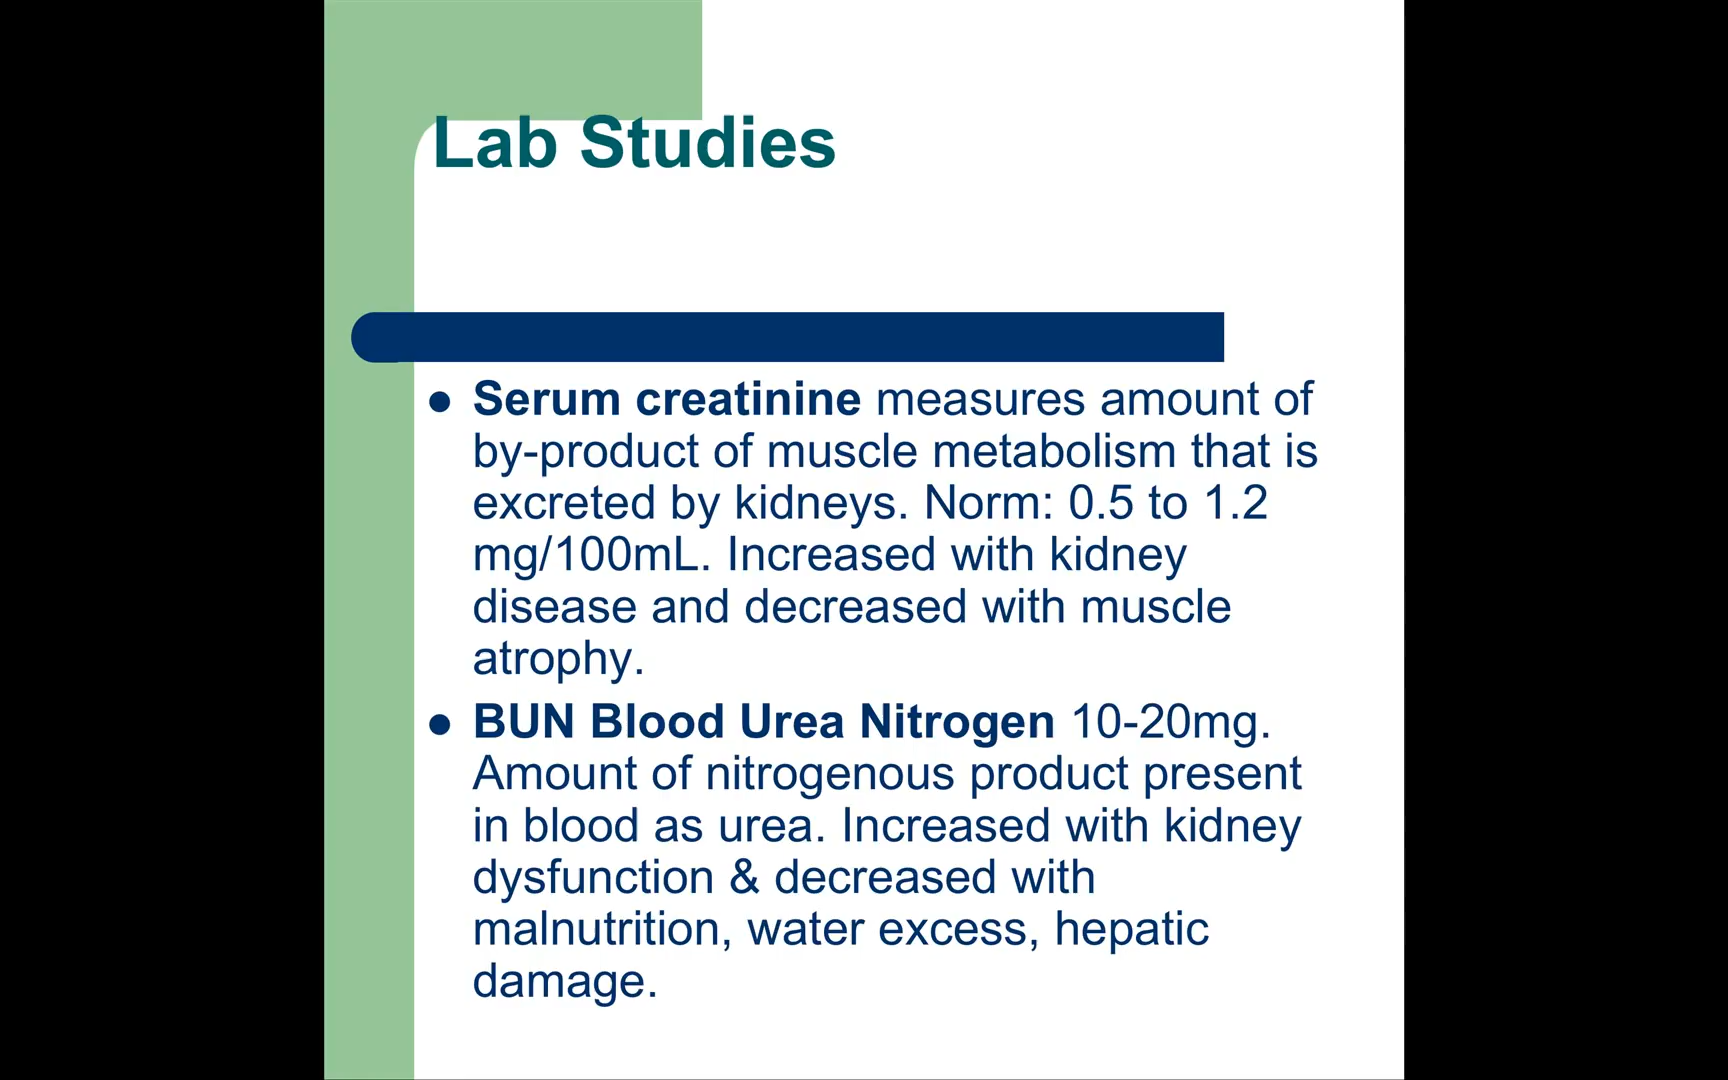 Lab Studies
● Serum creatinine measures amount of
by-product of muscle metabolism that is
excreted by kidneys. Norm: 0.5 to 1.2
mg/100mL. Increased with kidney
disease and decreased with muscle
atrophy.
● BUN Blood Urea Nitrogen 10-20mg.
Amount of nitrogenous product present
in blood as urea. Increased with kidney
dysfunction & decreased with
malnutrition, water excess, hepatic
damage.